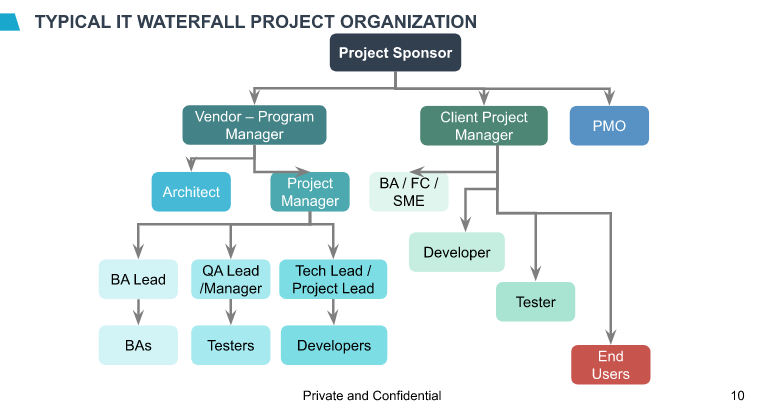 TYPICAL IT WATERFALL PROJECT ORGANIZATION
Project Sponsor
Vendor – Program
Manager
Client Project
Manager
PMO
Architect
Project
Manager
BA / FC /
SME
Developer
BA Lead
QA Lead
/Manager
Tech Lead /
Project Lead
Tester
BAs
Testers
Developers
End
Users
Private and Confidential
10